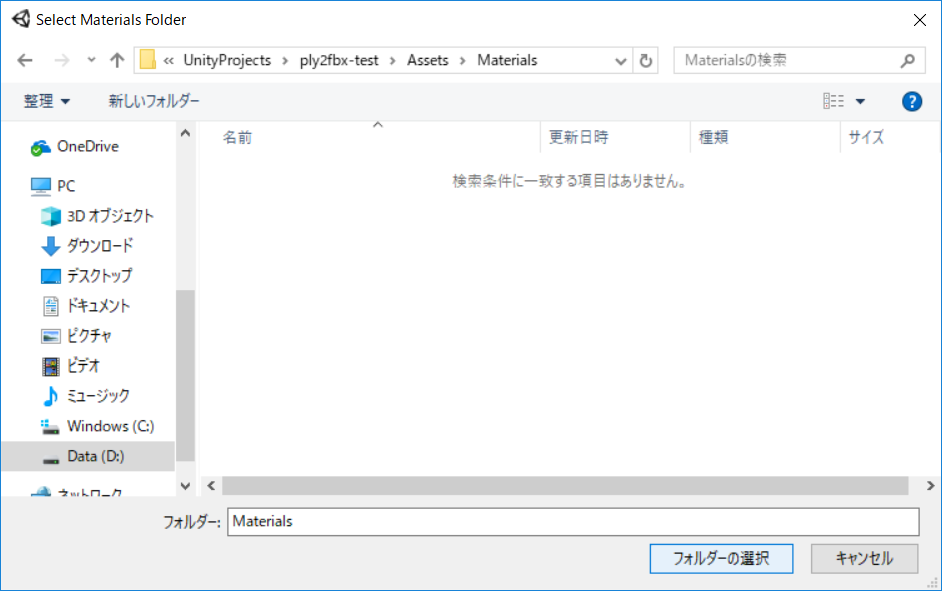 Select Materials Folder
« UnityProjects › ply2fbx-test › Assets › Materials
Materialsの検索
整理
新しいフォルダー
?
名前
更新日時
種類
サイズ
検索条件に一致する項目はありません。
OneDrive
PC
3D オブジェクト
ダウンロード
デスクトップ
ドキュメント
ピクチャ
ビデオ
ミュージック
Windows (C:)
Data (D:)
ネットワーク
フォルダー:
Materials
フォルダーの選択
キャンセル